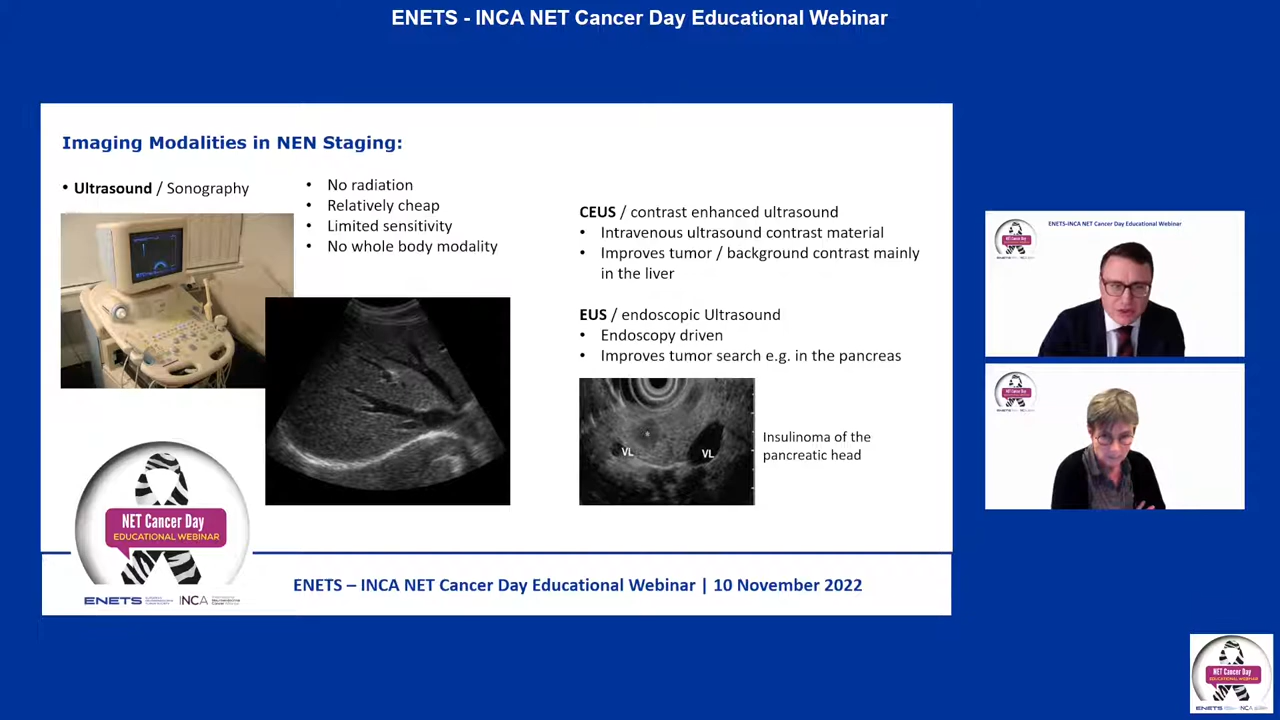 ENETS - INCA NET Cancer Day Educational Webinar
Imaging Modalities in NEN Staging:
• Ultrasound / Sonography
• No radiation
• Relatively cheap
• Limited sensitivity
• No whole body modality
CEUS / contrast enhanced ultrasound
• Intravenous ultrasound contrast material
• Improves tumor / background contrast mainly
in the liver
EUS / endoscopic Ultrasound
• Endoscopy driven
• Improves tumor search e.g. in the pancreas
VL
VL
Insulinoma of the
pancreatic head
NET Cancer Day
EDUCATIONAL WEBINAR
ENETS
INCA
ENETS – INCA NET Cancer Day Educational Webinar | 10 November 2022
ENETS-INCA NET Cancer Day Educational Webinar
NET Cancer Day
EDUCATIONAL WEBINAR
ENETS
INCA